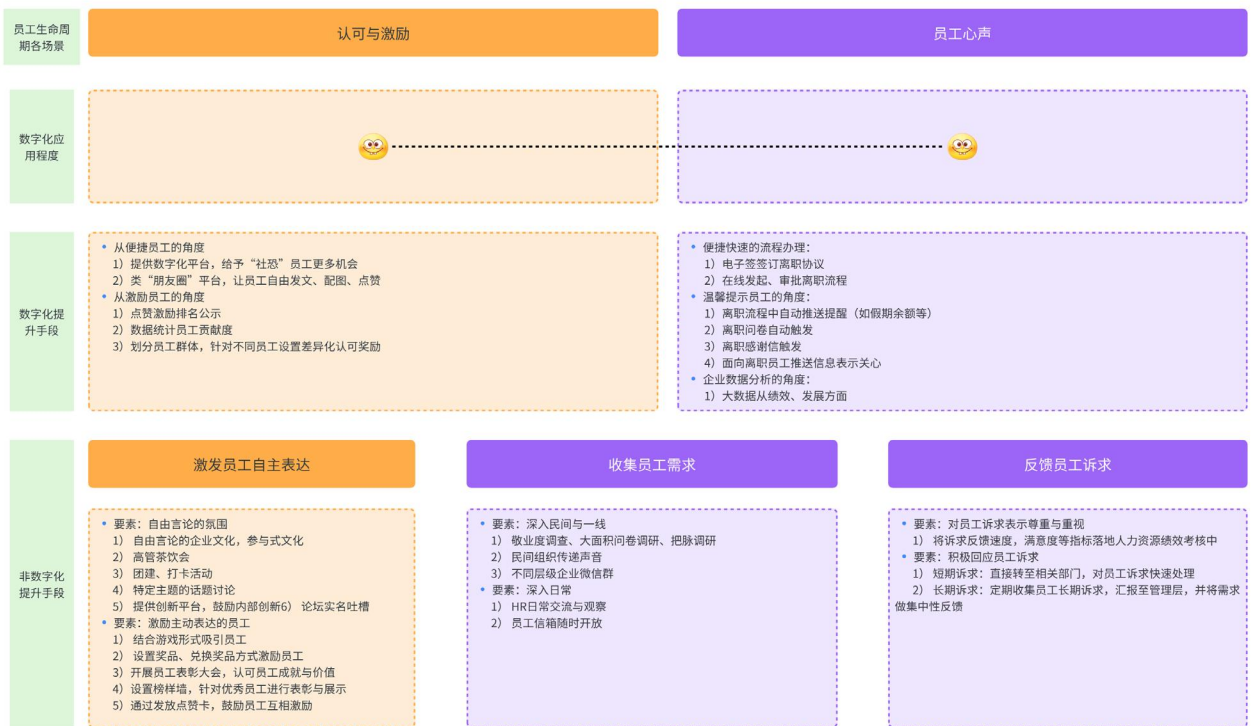 员工生命周
期各场景
认可与激励
员工心声
数字化应
用程度
数字化提
升手段
• 从便捷员工的角度
1）提供数字化平台，给予“社恐”员工更多机会
2）类“朋友圈”平台，让员工自由发文、配图、点赞
• 从激励员工的角度
1）点赞激励排名公示
2）数据统计员工贡献度
3）划分员工群体，针对不同员工设置差异化认可奖励
• 便捷快速的流程办理：
1）电子签签订离职协议
2）在线发起、审批离职流程
• 温馨提示员工的角度：
1）离职流程中自动推送提醒（如假期余额等）
2）离职问卷自动触发
3）离职感谢信触发
4）面向离职员工推送信息表示关心
• 企业数据分析的角度：
1）大数据从绩效、发展方面
非数字化
提升手段
激发员工自主表达
• 要素：自由言论的氛围
1） 自由言论的企业文化，参与式文化
2） 高管茶饮会
3） 团建、打卡活动
4） 特定主题的话题讨论
5） 提供创新平台，鼓励内部创新6） 论坛实名吐槽
• 要素：激励主动表达的员工
1） 结合游戏形式吸引员工
2） 设置奖品、兑换奖品方式激励员工
3）开展员工表彰大会，认可员工成就与价值
4）设置榜样墙，针对优秀员工进行表彰与展示
5）通过发放点赞卡，鼓励员工互相激励
收集员工需求
• 要素：深入民间与一线
1） 敬业度调查、大面积问卷调研、把脉调研
2） 民间组织传递声音
3） 不同层级企业微信群
• 要素：深入日常
1） HR日常交流与观察
2） 员工信箱随时开放
反馈员工诉求
• 要素：对员工诉求表示尊重与重视
1） 将诉求反馈速度，满意度等指标落地人力资源绩效考核中
• 要素：积极回应员工诉求
1） 短期诉求：直接转至相关部门，对员工诉求快速处理
2） 长期诉求：定期收集员工长期诉求，汇报至管理层，并将需求
做集中性反馈